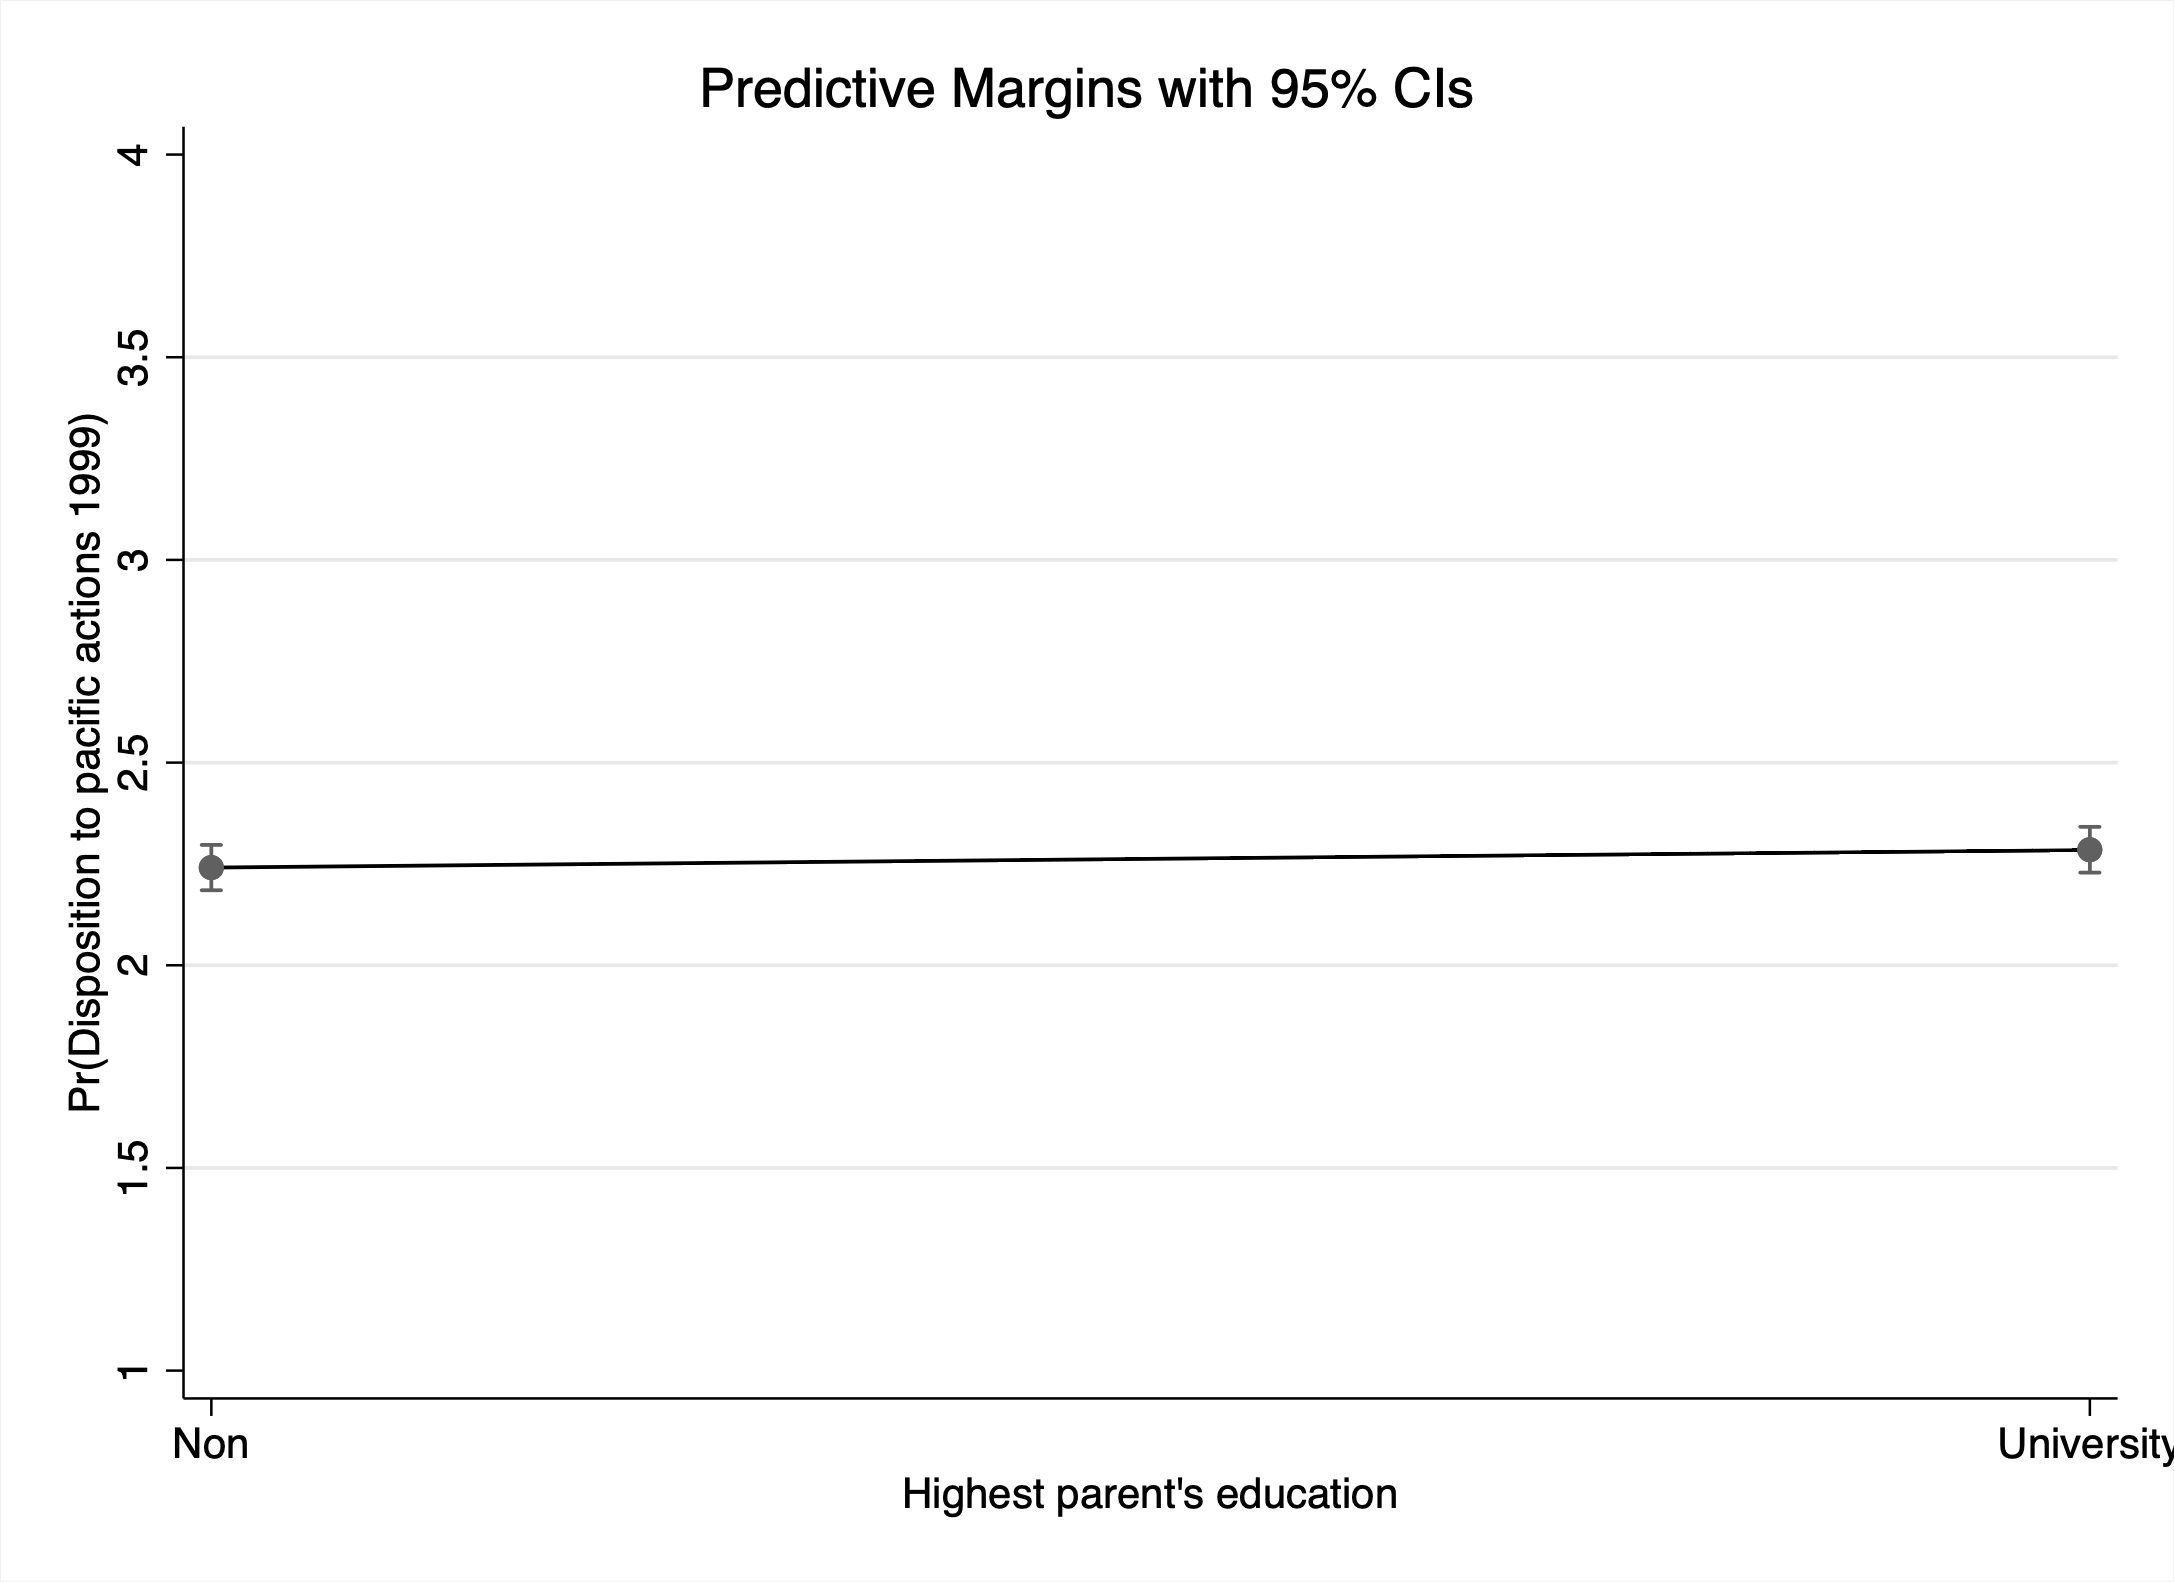 Predictive Margins with 95% CIs
Pr(Disposition to pacific actions 1999)
4
3.5
3
2.5
2
1.5
1
Non
University
Highest parent's education